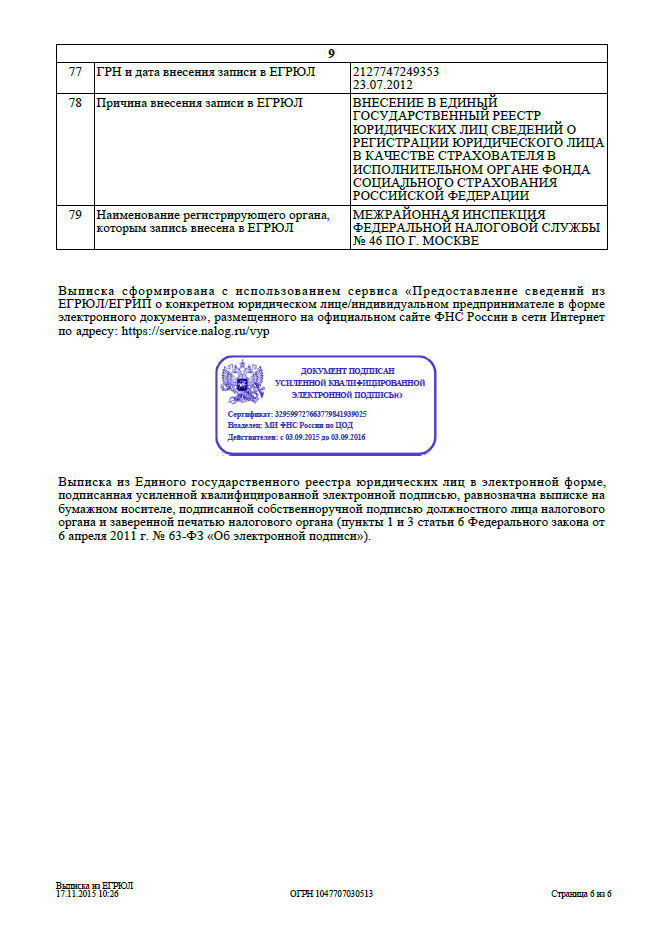 9
77 ГРН и дата внесения записи в ЕГРЮЛ 2127747249353
23.07.2012
78 Причина внесения записи в ЕГРЮЛ ВНЕСЕНИЕ В ЕДИНЫЙ
ГОСУДАРСТВЕННЫЙ РЕЕСТР
ЮРИДИЧЕСКИХ ЛИЦ СВЕДЕНИЙ О
РЕГИСТРАЦИИ ЮРИДИЧЕСКОГО ЛИЦА
В КАЧЕСТВЕ СТРАХОВАТЕЛЯ В
ИСПОЛНИТЕЛЬНОМ ОРГАНЕ ФОНДА
СОЦИАЛЬНОГО СТРАХОВАНИЯ
РОССИЙСКОЙ ФЕДЕРАЦИИ
79 Наименование регистрирующего органа, МЕЖРАЙОННАЯ ИНСПЕКЦИЯ
которым запись внесена в ЕГРЮЛ ФЕДЕРАЛЬНОЙ НАЛОГОВОЙ СЛУЖБЫ
№ 46 ПО Г. МОСКВЕ
Выписка сформирована с использованием сервиса «Предоставление сведений из
ЕГРЮЛ/ЕГРИП о конкретном юридическом лице/индивидуальном предпринимателе в форме
электронного документа», размещенного на официальном сайте ФНС России в сети Интернет
по адресу: https://service.nalog.ru/vyp
ДОКУМЕНТ ПОДПИСАН
УСИЛЕННОЙ КВАЛИФИЦИРОВАННОЙ
ЭЛЕКТРОННОЙ ПОДПИСЬЮ
Сертификат: 329599727663779841939025
Владелец: МИ ФНС России по ЦОД
Действителен: с 03.09.2015 до 03.09.2016
Выписка из Единого государственного реестра юридических лиц в электронной форме,
подписанная усиленной квалифицированной электронной подписью, равнозначна выписке на
бумажном носителе, подписанной собственноручной подписью должностного лица налогового
органа и заверенной печатью налогового органа (пункты 1 и 3 статьи 6 Федерального закона от
6 апреля 2011 г. № 63-ФЗ «Об электронной подписи»).
Выписка из ЕГРЮЛ
17.11.2015 10:26 ОГРН 1047707030513 Страница 6 из 6